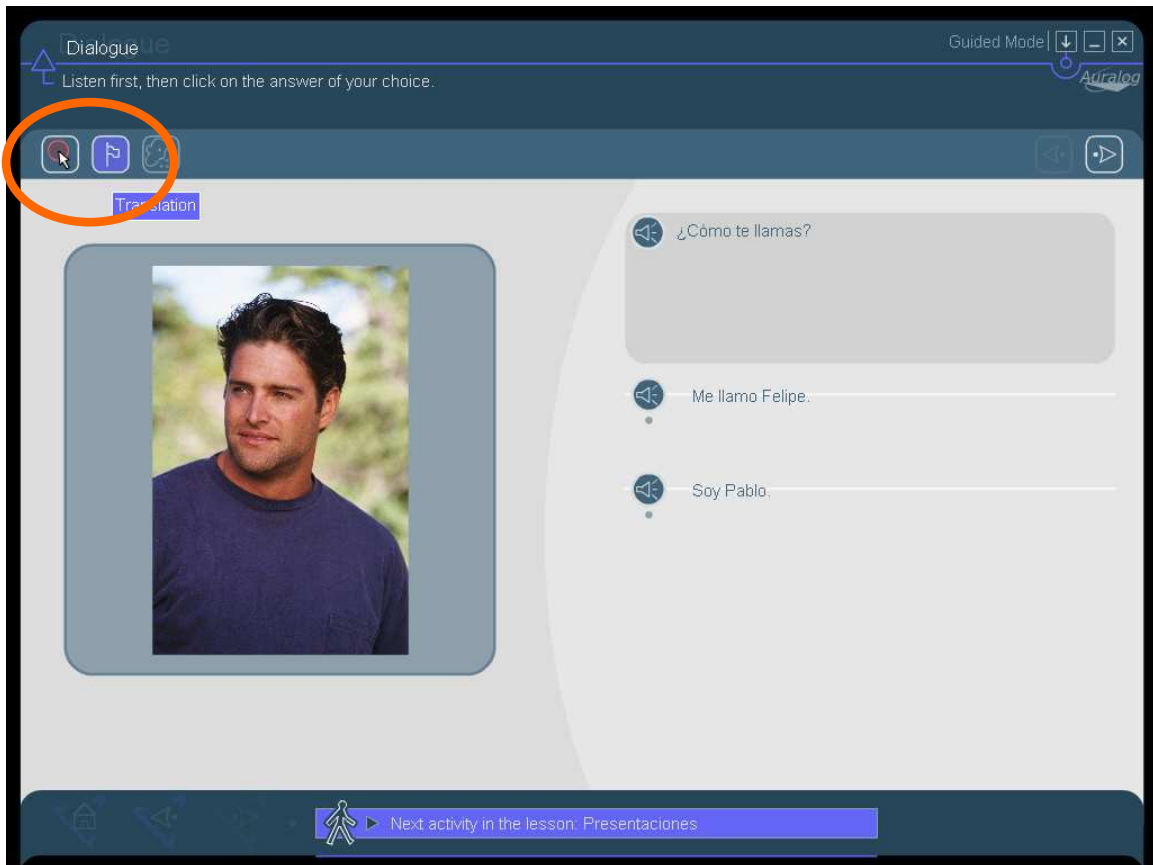 Dialogue
Guided Mode
Listen first, then click on the answer of your choice.
Auralog
Translation
¿Cómo te llamas?
Me llamo Felipe.
Soy Pablo.
Next activity in the lesson: Presentaciones